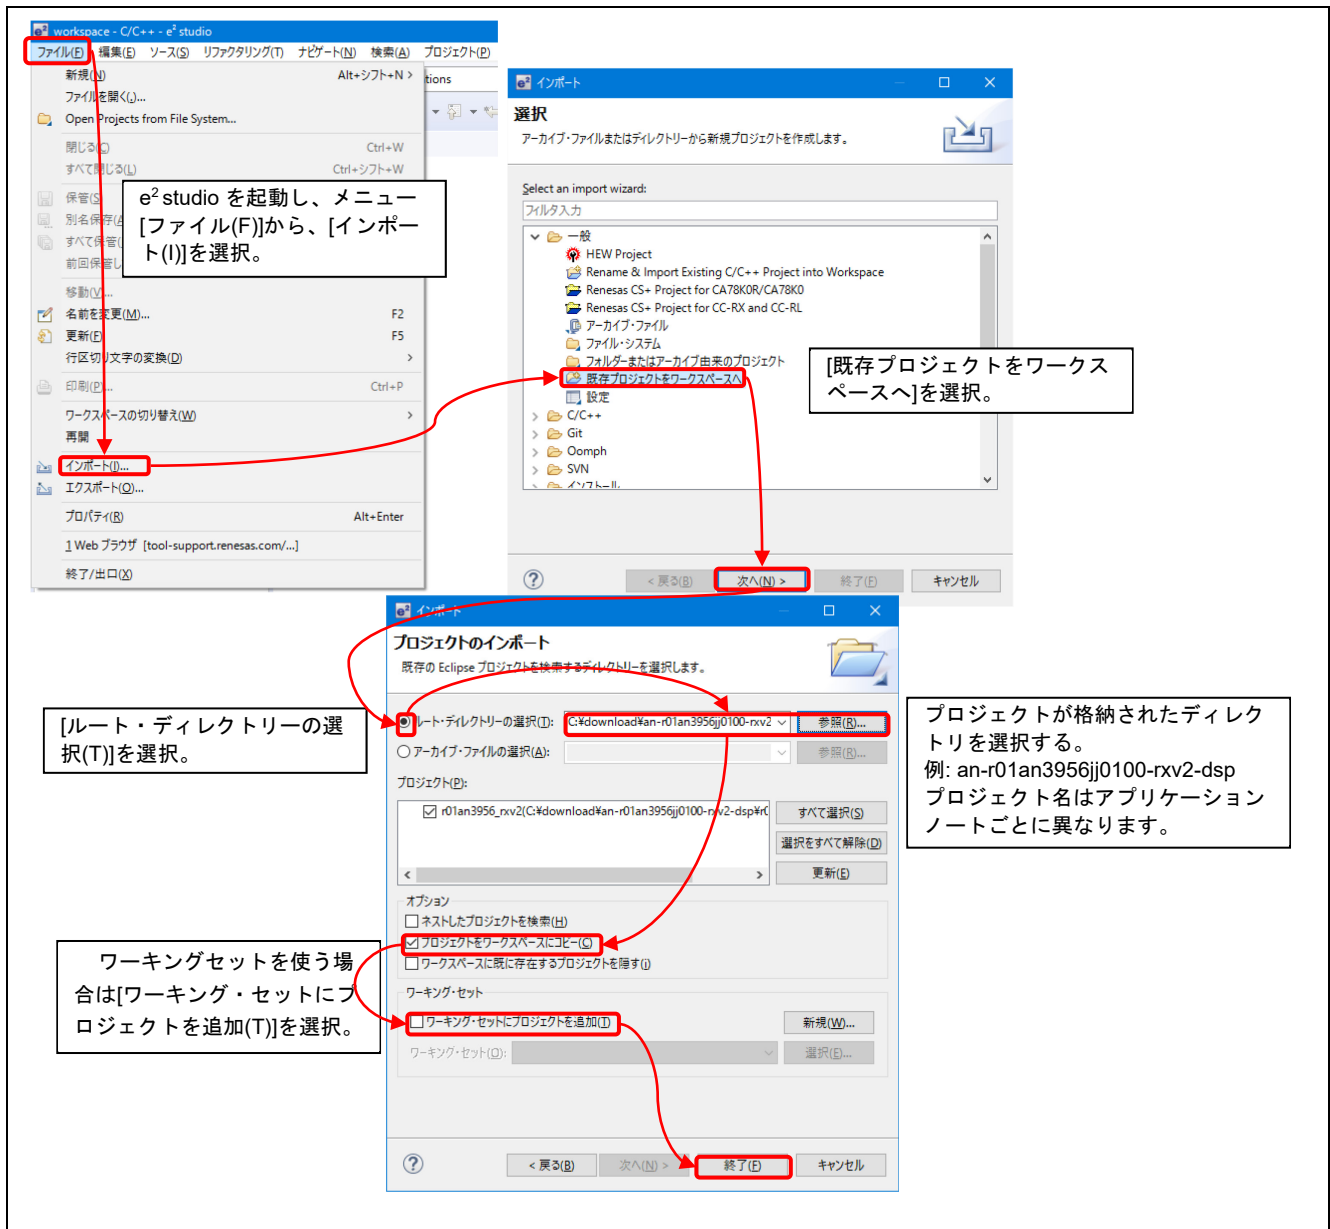 workspace - C/C++ - e² studio
ファイル(F) 編集(E) ソース(S) リファクタリング(T) ナビゲート(N) 検索(A) プロジェクト(P)
新規(N) Alt+シフト+N >
ファイルを開く(.)...
Open Projects from File System...
閉じる(C) Ctrl+W
すべて閉じる(L) Ctrl+シフト+W
保管(S)
別名保存(A
すべて保管(
前回保管し
移動(V)...
名前を変更(M)... F2
更新(F) F5
行区切り文字の変換(D) >
印刷(P)... Ctrl+P
ワークスペースの切り替え(W) >
再開
インポート(I)...
エクスポート(O)...
プロパティ(R) Alt+Enter
1 Web ブラウザ [tool-support.renesas.com/...]
終了/出口(X)
tions
e² studio を起動し、メニュー
[ファイル(F)]から、[インポー
ト(I)]を選択。
e² インポート
選択
アーカイブ・ファイルまたはディレクトリーから新規プロジェクトを作成します。
Select an import wizard:
フィルタ入力
一般
HEW Project
Rename & Import Existing C/C++ Project into Workspace
Renesas CS+ Project for CA78K0R/CA78K0
Renesas CS+ Project for CC-RX and CC-RL
アーカイブ・ファイル
ファイル・システム
フォルダーまたはアーカイブ由来のプロジェクト
既存プロジェクトをワークスペースへ
設定
C/C++
Git
Oomph
SVN
インストール
< 戻る(B) 次へ(N) > 終了(F) キャンセル
[既存プロジェクトをワークス
ペースへ]を選択。
e² インポート
プロジェクトのインポート
既存の Eclipse プロジェクトを検索するディレクトリーを選択します。
ルート・ディレクトリーの選択(T): C:¥download¥an-r01an3956jj0100-rxv2 参照(R)...
アーカイブ・ファイルの選択(A): 参照(R)...
プロジェクト(P):
r01an3956_rxv2(C:¥download¥an-r01an3956jj0100-rxv2-dsp¥r0 すべて選択(S)
選択をすべて解除(D)
更新(E)
オプション
ネストしたプロジェクトを検索(H)
プロジェクトをワークスペースにコピー(C)
ワークスペースに既に存在するプロジェクトを隠す(i)
ワーキング・セット
ワーキング・セットにプロジェクトを追加(T) 新規(W)...
ワーキング・セット(O): 選択(E)...
< 戻る(B) 次へ(N) > 終了(F) キャンセル
[ルート・ディレクトリーの選
択(T)]を選択。
プロジェクトが格納されたディレク
トリを選択する。
例: an-r01an3956jj0100-rxv2-dsp
プロジェクト名はアプリケーション
ノートごとに異なります。
ワーキングセットを使う場
合は[ワーキング・セットにプ
ロジェクトを追加(T)]を選択。